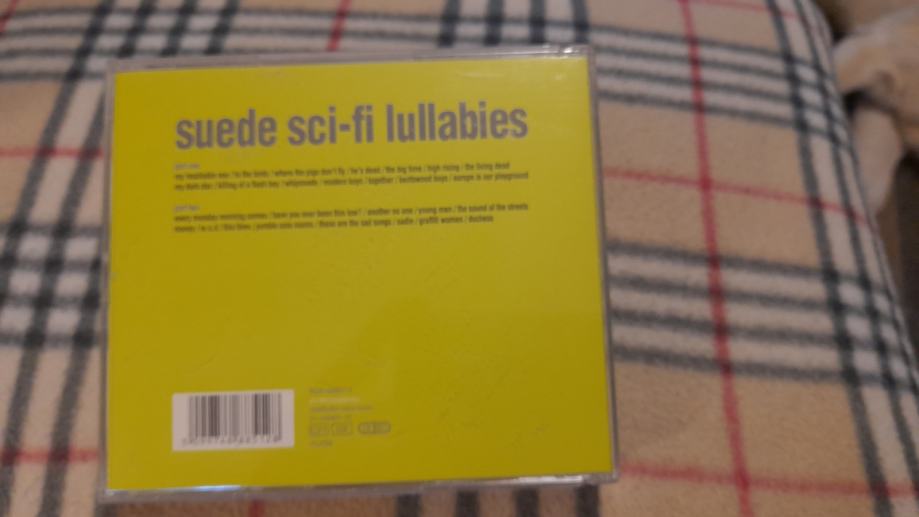 suede sci-fi lullabies
part one
my insatiable one / to the birds / where the pigs don't fly / he's dead / the big time / high rising / the living dead
my dark star / killing of a flash boy / whipsnade / modern boys / together / bentswood boys / europe is our playground
part two
every monday morning comes / have you ever been this low? / another no one / young men / the sound of the streets
money / w.s.d / this time / jumble sale mums / these are the sad songs / sadie / graffiti women / duchess